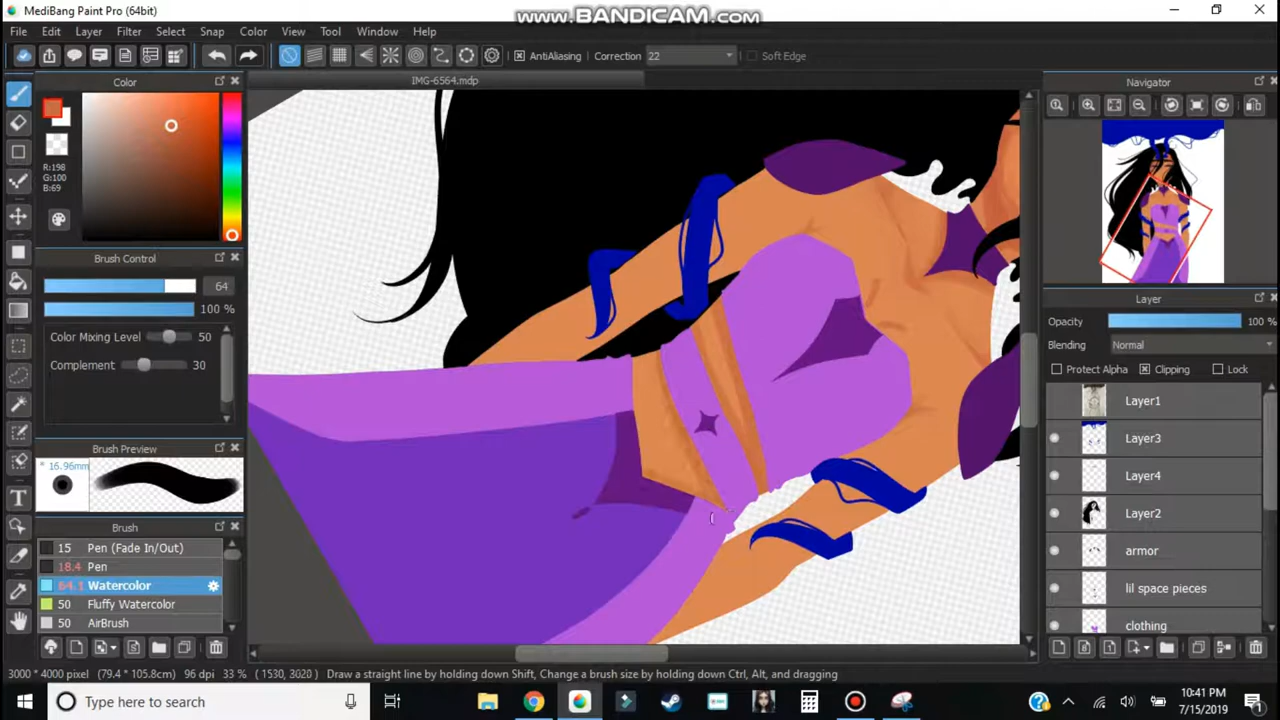 MediBang Paint Pro (64bit)
www.BANDICAM.com
File Edit Layer Filter Select Snap Color View Tool Window Help
AntiAliasing Correction 22 Soft Edge
Color
IMG-6564.mdp
Navigator
R:198
G:100
B:69
Brush Control
64
100 %
Color Mixing Level 50
Complement 30
Brush Preview
* 16.96mm
Brush
15 Pen (Fade In/Out)
18.4 Pen
64.1 Watercolor
50 Fluffy Watercolor
50 AirBrush
Layer
Opacity 100 %
Blending Normal
Protect Alpha Clipping Lock
Layer1
Layer3
Layer4
Layer2
armor
lil space pieces
clothing
3000 * 4000 pixel (79.4 * 105.8cm) 96 dpi 33 % ( 1530, 3020 ) Draw a straight line by holding down Shift, Change a brush size by holding down Ctrl, Alt, and dragging
Type here to search
10:41 PM
7/15/2019